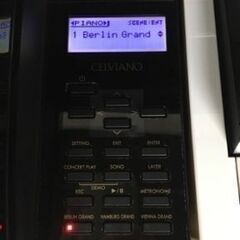 PIANO SCENE:ENT
1 Berlin Grand
CELVIANO
SETTING EXIT ENTER
CONCERT PLAY SONG LAYER
DEMO
REC METRONOME
BERLIN GRAND HAMBURG GRAND VIENNA GRAND